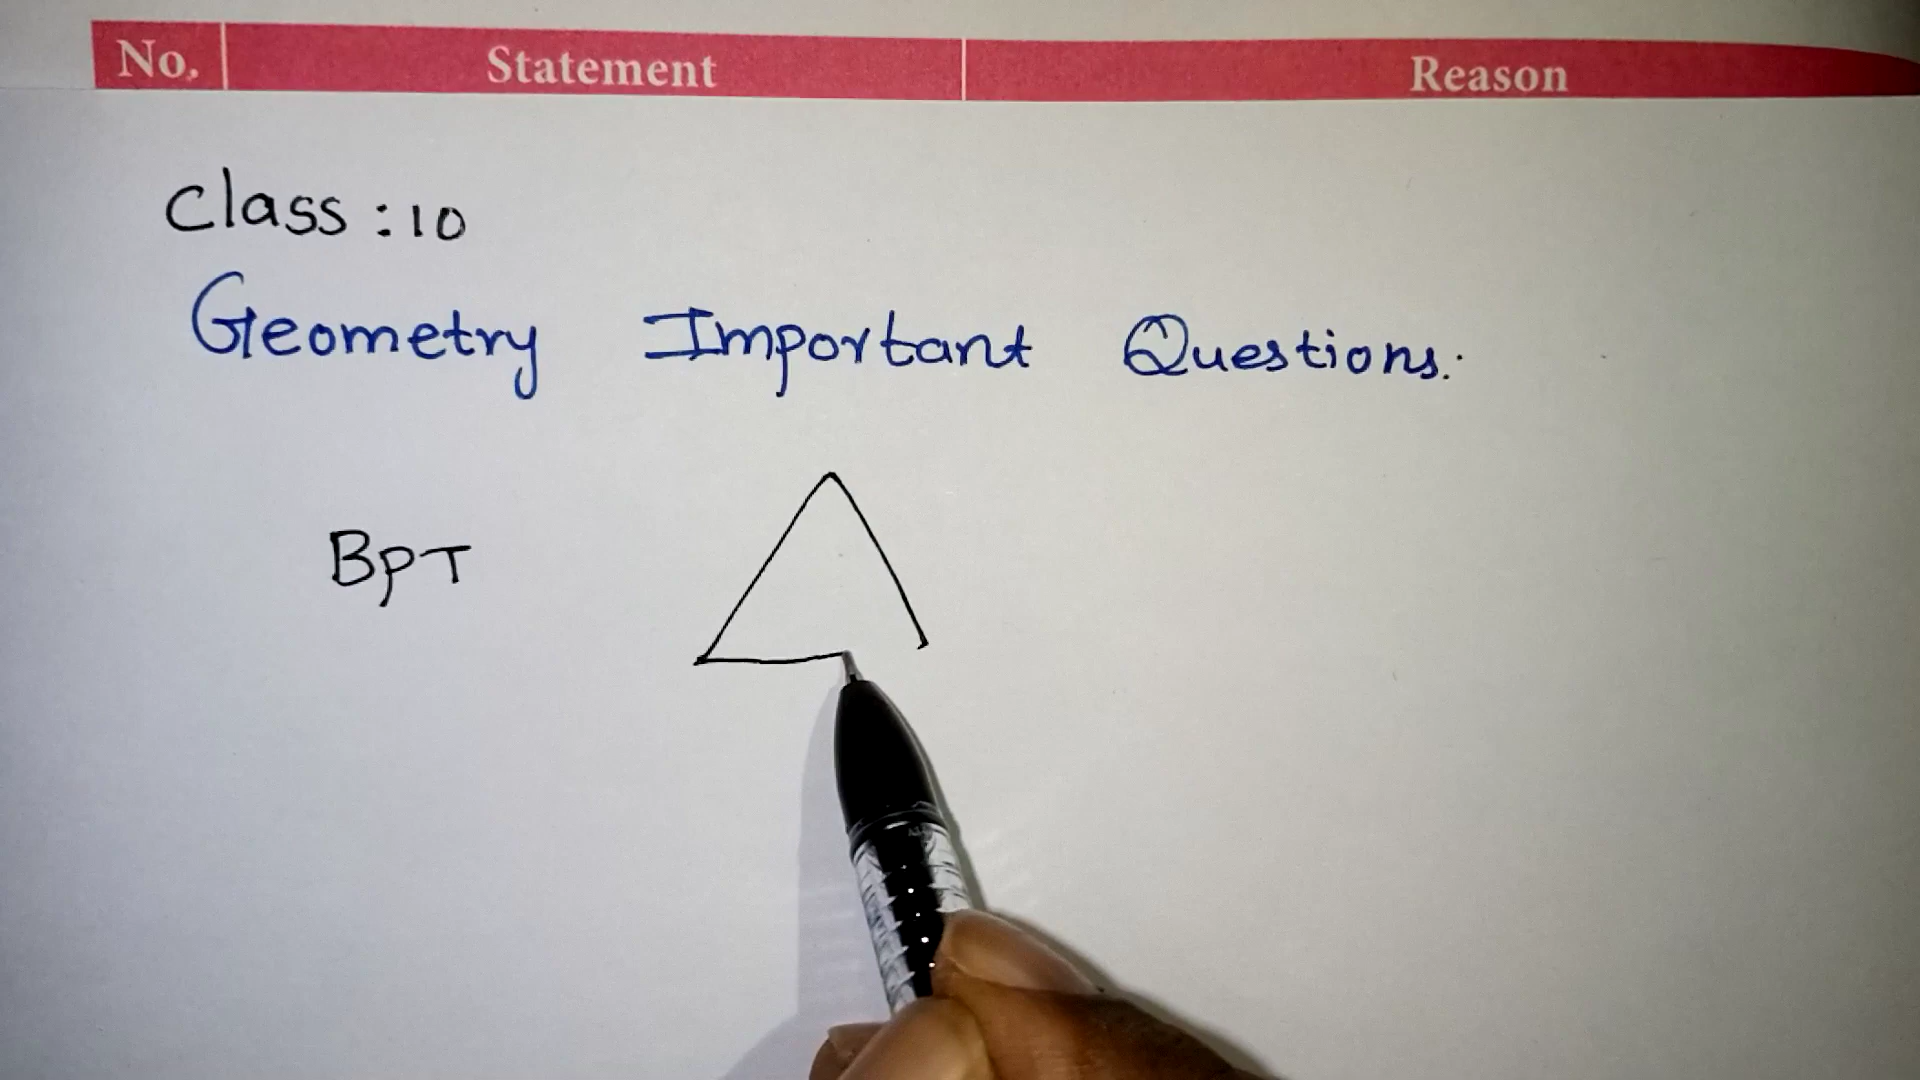 No. Statement Reason
Class : 10
Geometry Important Questions.
BPT